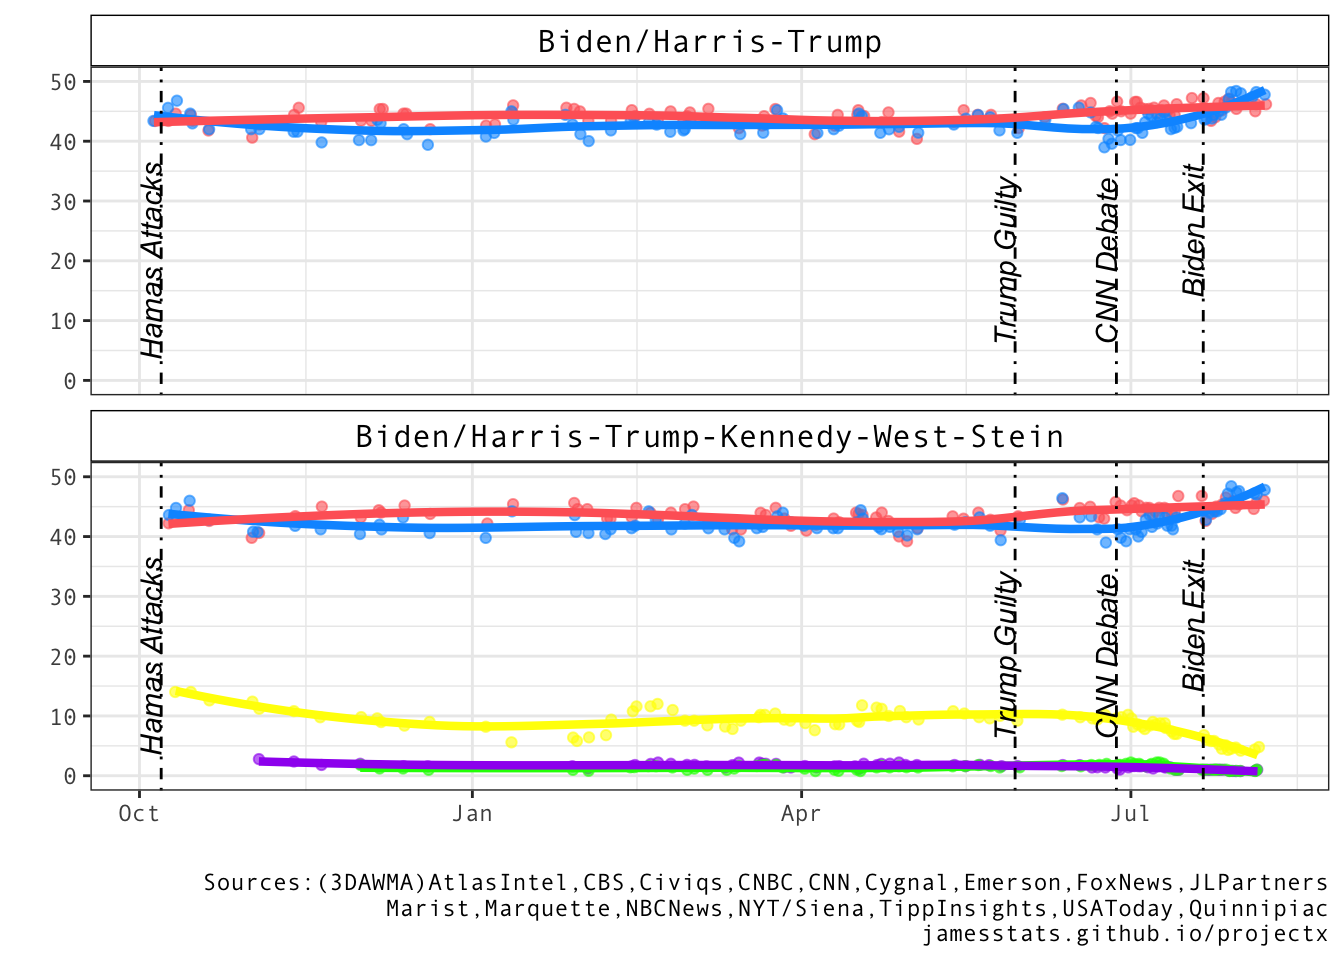 Biden/Harris-Trump
50
40
30
20
10
0
Hamas Attacks
Trump Guilty
CNN Debate
Biden Exit
Biden/Harris-Trump-Kennedy-West-Stein
50
40
30
20
10
0
Hamas Attacks
Trump Guilty
CNN Debate
Biden Exit
Oct Jan Apr Jul
Sources:(3DAWMA)AtlasIntel,CBS,Civiqs,CNBC,CNN,Cygnal,Emerson,FoxNews,JLPartners
Marist,Marquette,NBCNews,NYT/Siena,TippInsights,USAToday,Quinnipiac
jamesstats.github.io/projectx